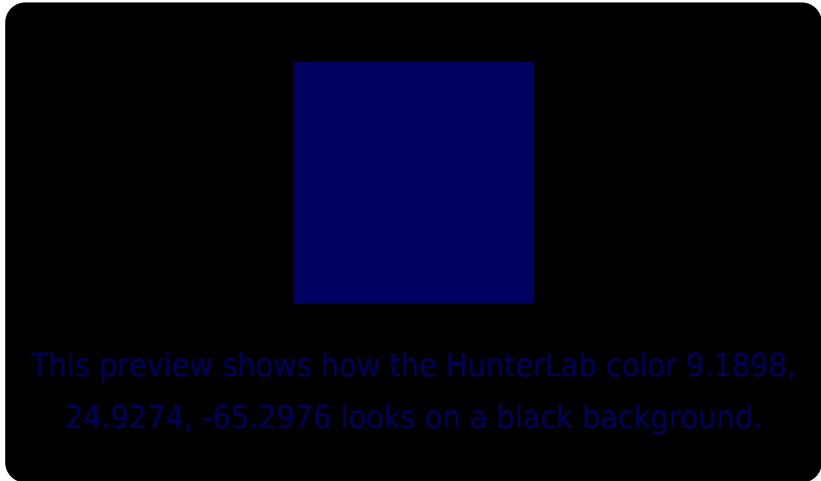 This preview shows how the HunterLab color 9.1898,
24.9274, -65.2976 looks on a black background.